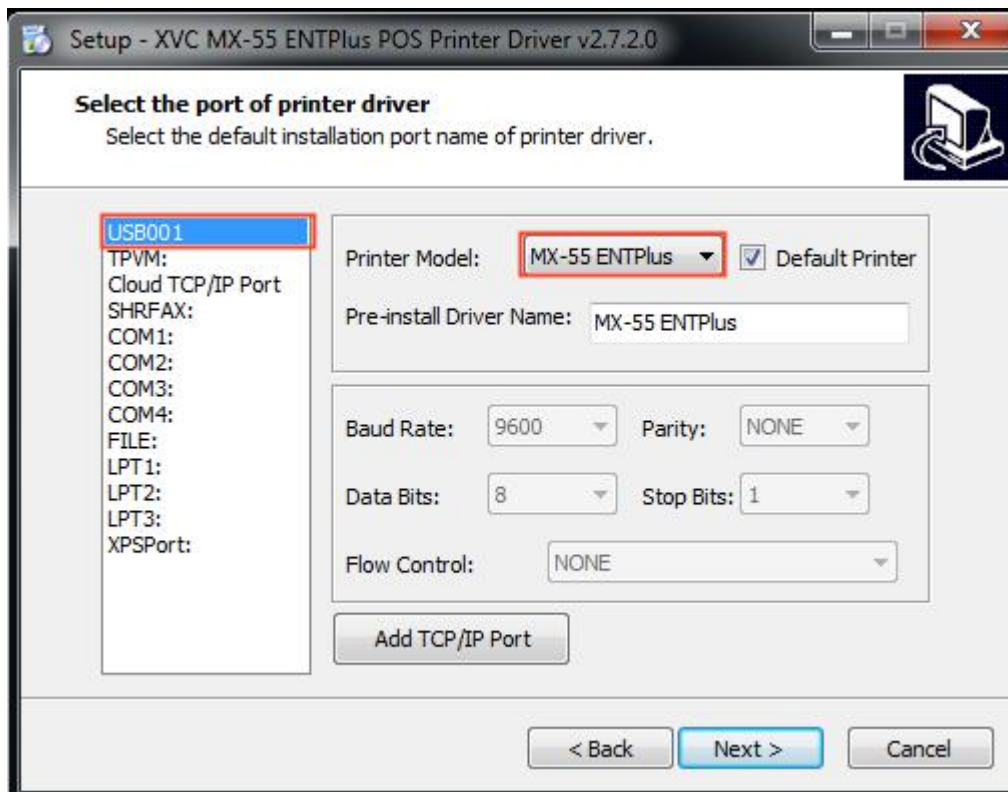 Setup - XVC MX-55 ENTPlus POS Printer Driver v2.7.2.0
Select the port of printer driver
Select the default installation port name of printer driver.
USB001
TPVM:
Cloud TCP/IP Port
SHRFAX:
COM1:
COM2:
COM3:
COM4:
FILE:
LPT1:
LPT2:
LPT3:
XPSPort:
Printer Model: MX-55 ENTPlus Default Printer
Pre-install Driver Name: MX-55 ENTPlus
Baud Rate: 9600 Parity: NONE
Data Bits: 8 Stop Bits: 1
Flow Control: NONE
Add TCP/IP Port
< Back Next > Cancel